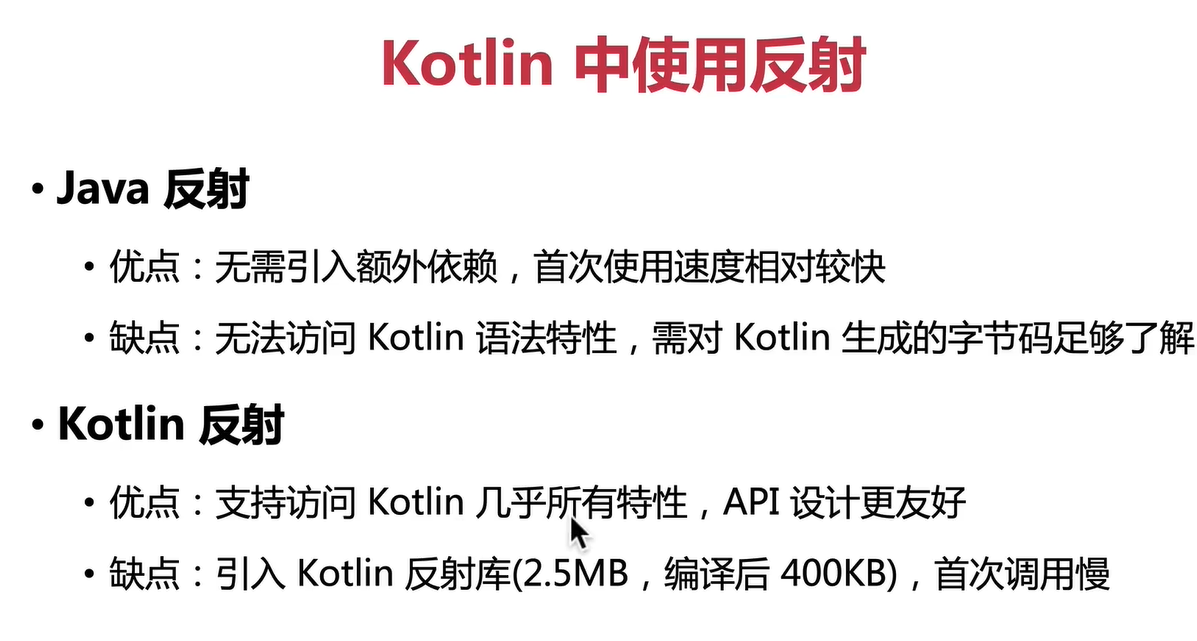 Kotlin 中使用反射
• Java 反射
• 优点：无需引入额外依赖，首次使用速度相对较快
• 缺点：无法访问 Kotlin 语法特性，需对 Kotlin 生成的字节码足够了解
• Kotlin 反射
• 优点：支持访问 Kotlin 几乎所有特性，API 设计更友好
• 缺点：引入 Kotlin 反射库(2.5MB，编译后 400KB)，首次调用慢